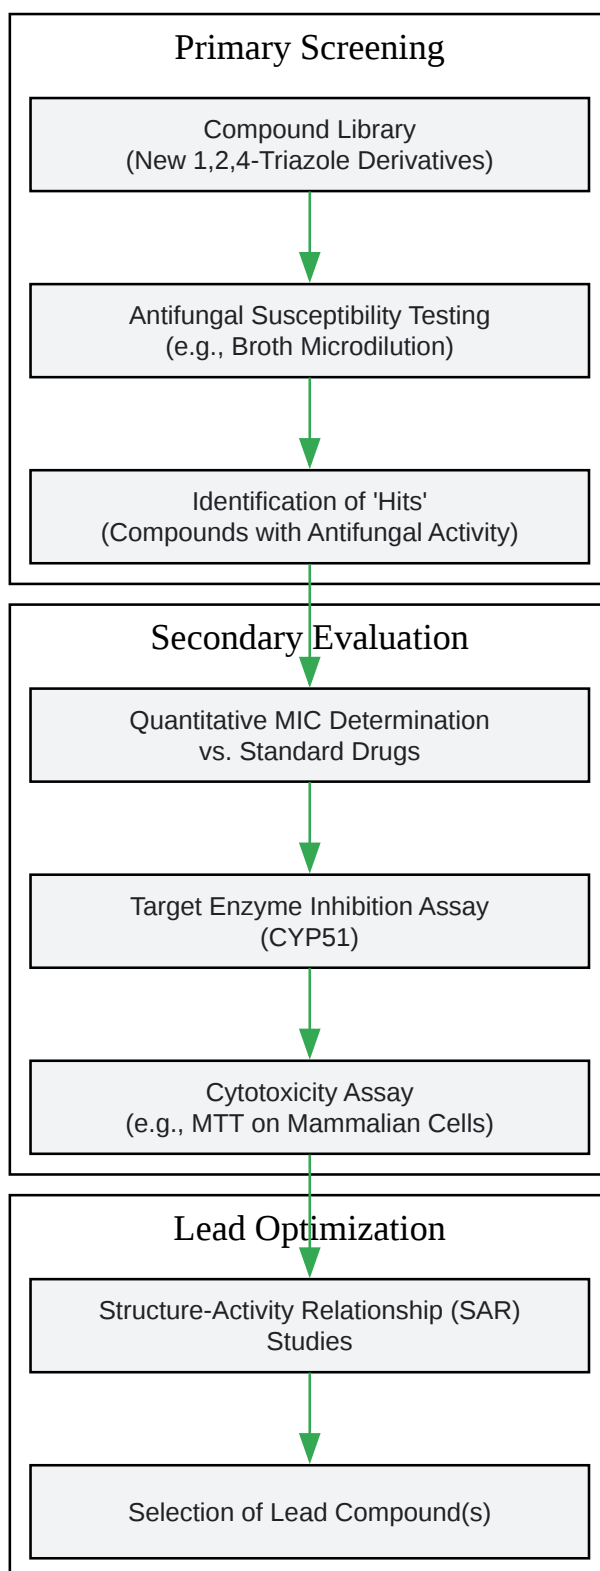 Primary Screening
Compound Library
(New 1,2,4-Triazole Derivatives)
Antifungal Susceptibility Testing
(e.g., Broth Microdilution)
Identification of 'Hits'
(Compounds with Antifungal Activity)
Secondary Evaluation
Quantitative MIC Determination
vs. Standard Drugs
Target Enzyme Inhibition Assay
(CYP51)
Cytotoxicity Assay
(e.g., MTT on Mammalian Cells)
Lead Optimization
Structure-Activity Relationship (SAR)
Studies
Selection of Lead Compound(s)